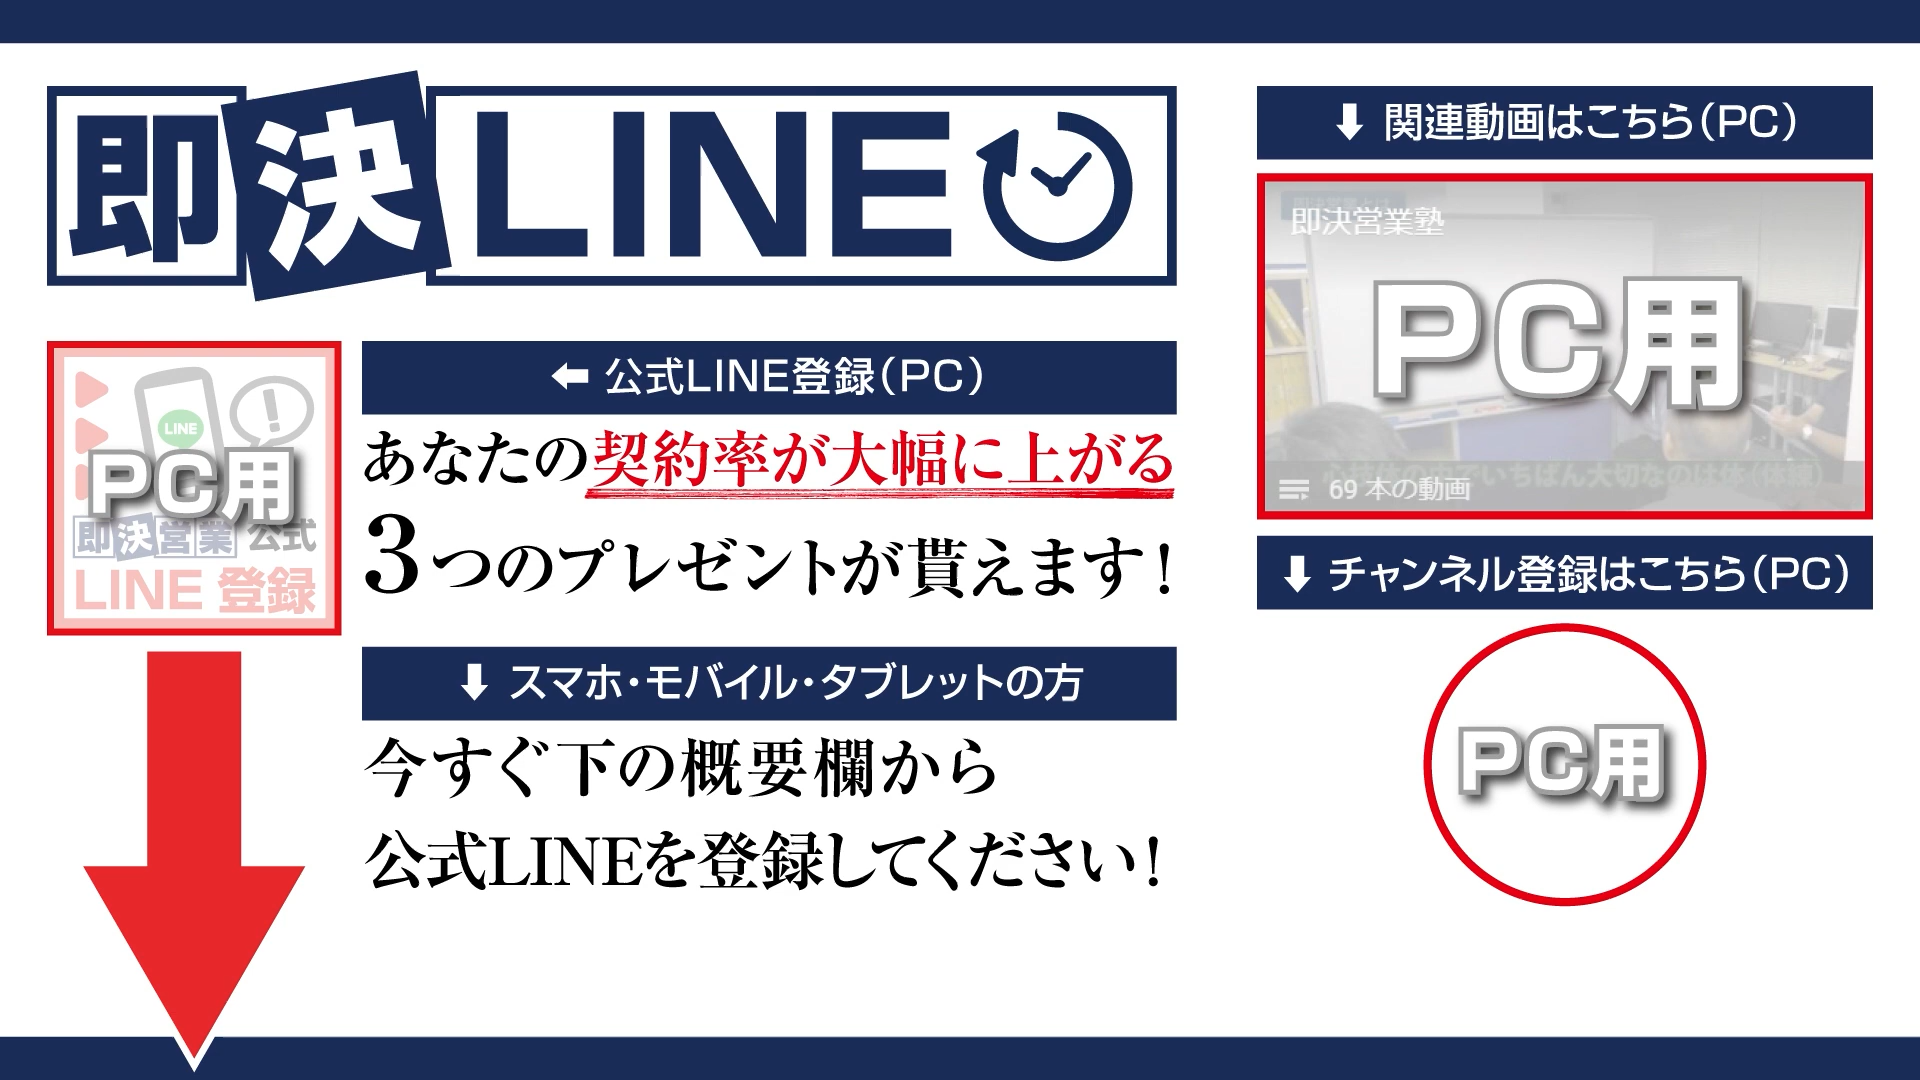 即決LINE
← 公式LINE登録(PC)
LINE
PC用
即決営業 公式
LINE 登録
あなたの契約率が大幅に上がる
3つのプレゼントが貰えます!
↓ スマホ・モバイル・タブレットの方
今すぐ下の概要欄から
公式LINEを登録してください!
↓ 関連動画はこちら(PC)
即決営業塾
PC用
69 本の動画
↓ チャンネル登録はこちら(PC)
PC用